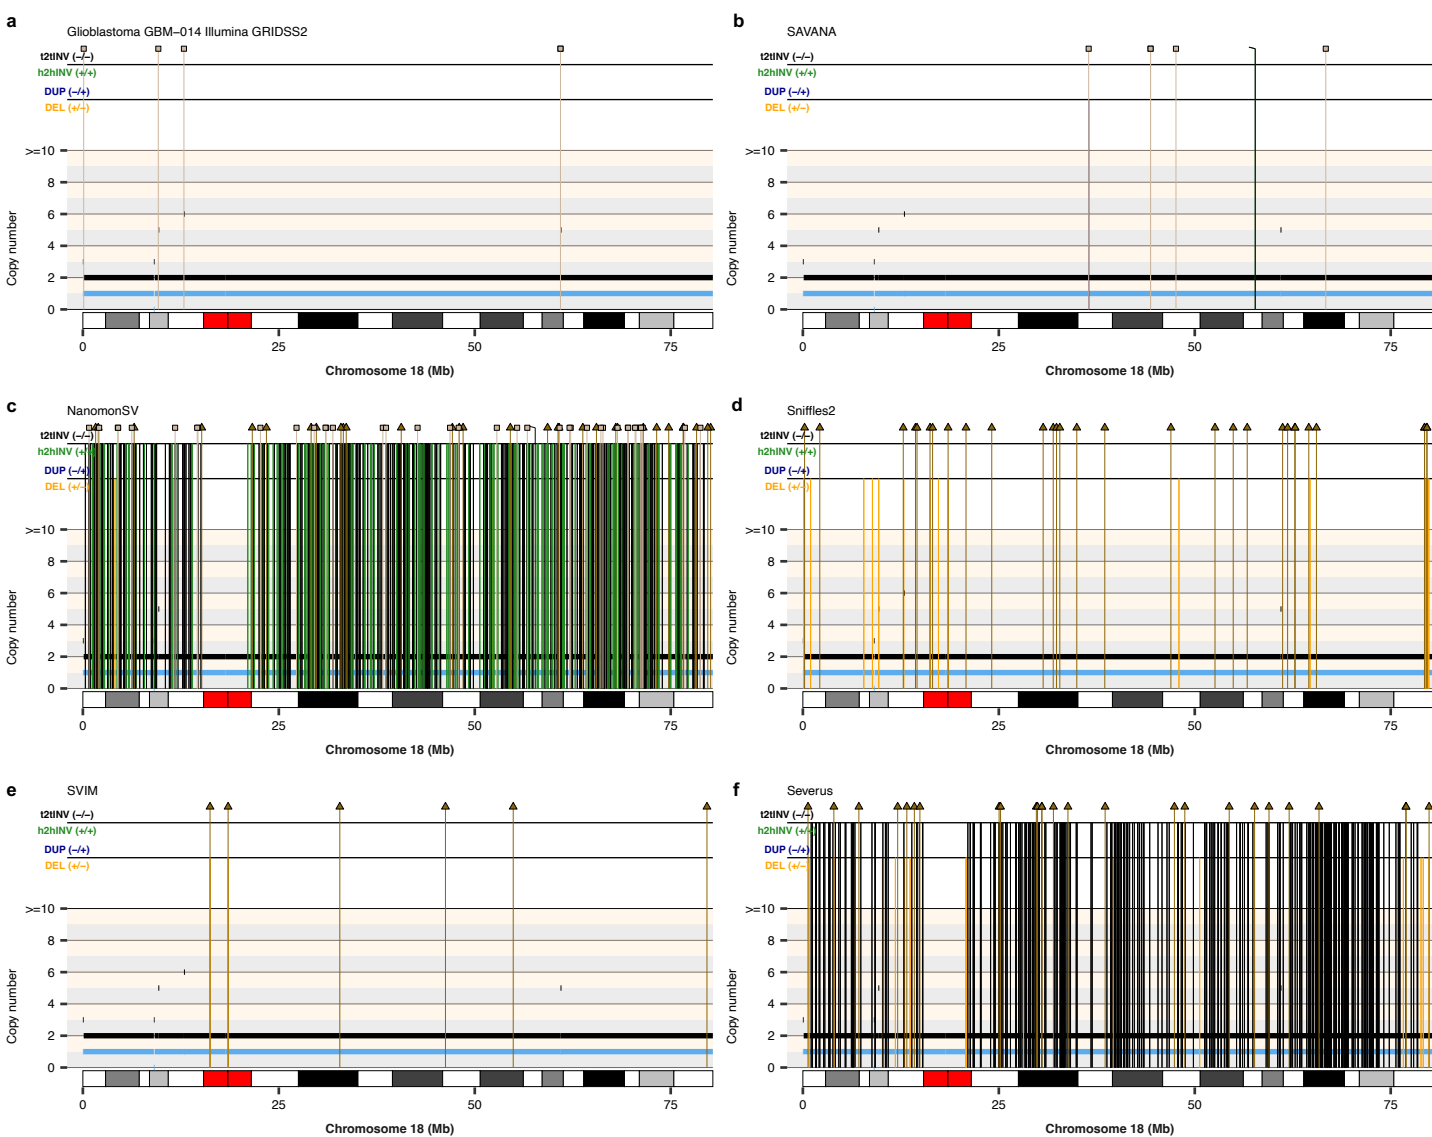 a
Glioblastoma GBM−014 Illumina GRIDSS2
t2tINV (−/−)
h2hINV (+/+)
DUP (−/+)
DEL (+/−)
>=10
8
6
4
2
0
Copy number
0 25 50 75
Chromosome 18 (Mb)
b
SAVANA
t2tINV (−/−)
h2hINV (+/+)
DUP (−/+)
DEL (+/−)
>=10
8
6
4
2
0
Copy number
0 25 50 75
Chromosome 18 (Mb)
c
NanomonSV
t2tINV (−/−)
h2hINV (+/+)
DUP (−/+)
DEL (+/−)
>=10
8
6
4
2
0
Copy number
0 25 50 75
Chromosome 18 (Mb)
d
Sniffles2
t2tINV (−/−)
h2hINV (+/+)
DUP (−/+)
DEL (+/−)
>=10
8
6
4
2
0
Copy number
0 25 50 75
Chromosome 18 (Mb)
e
SVIM
t2tINV (−/−)
h2hINV (+/+)
DUP (−/+)
DEL (+/−)
>=10
8
6
4
2
0
Copy number
0 25 50 75
Chromosome 18 (Mb)
f
Severus
t2tINV (−/−)
h2hINV (+/+)
DUP (−/+)
DEL (+/−)
>=10
8
6
4
2
0
Copy number
0 25 50 75
Chromosome 18 (Mb)